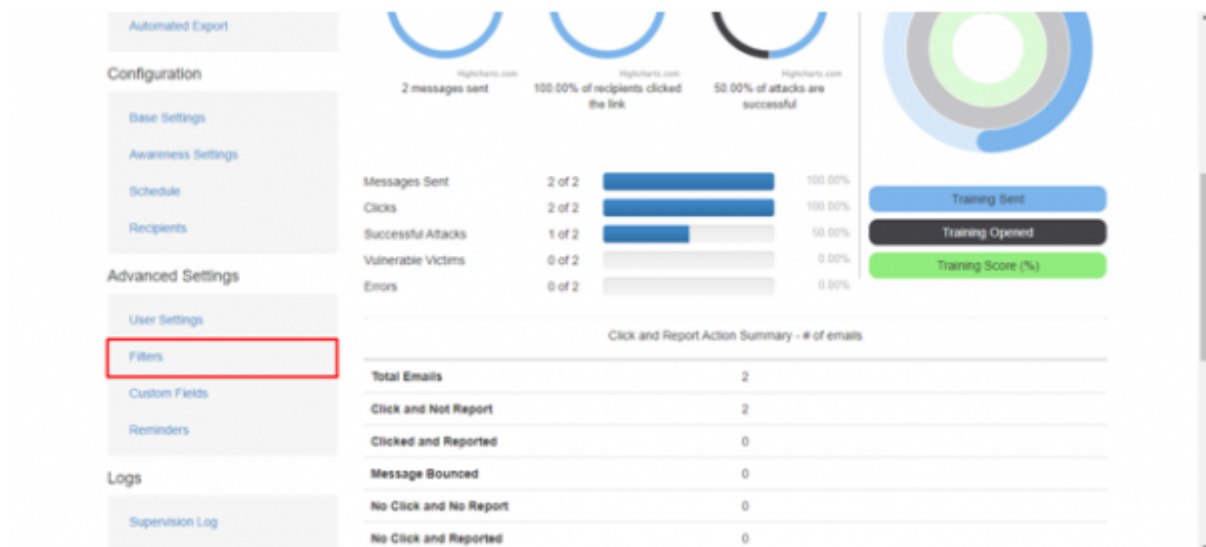 Automated Export
Configuration
Base Settings
Awareness Settings
Schedule
Recipients
Advanced Settings
User Settings
Filters
Custom Fields
Reminders
Logs
Supervision Log
Highcharts.com
2 messages sent
Highcharts.com
100.00% of recipients clicked
the link
Highcharts.com
50.00% of attacks are
successful
Messages Sent 2 of 2 100.00%
Clicks 2 of 2 100.00%
Successful Attacks 1 of 2 50.00%
Vulnerable Victims 0 of 2 0.00%
Errors 0 of 2 0.00%
Training Sent
Training Opened
Training Score (%)
Click and Report Action Summary - # of emails
Total Emails 2
Click and Not Report 2
Clicked and Reported 0
Message Bounced 0
No Click and No Report 0
No Click and Reported 0